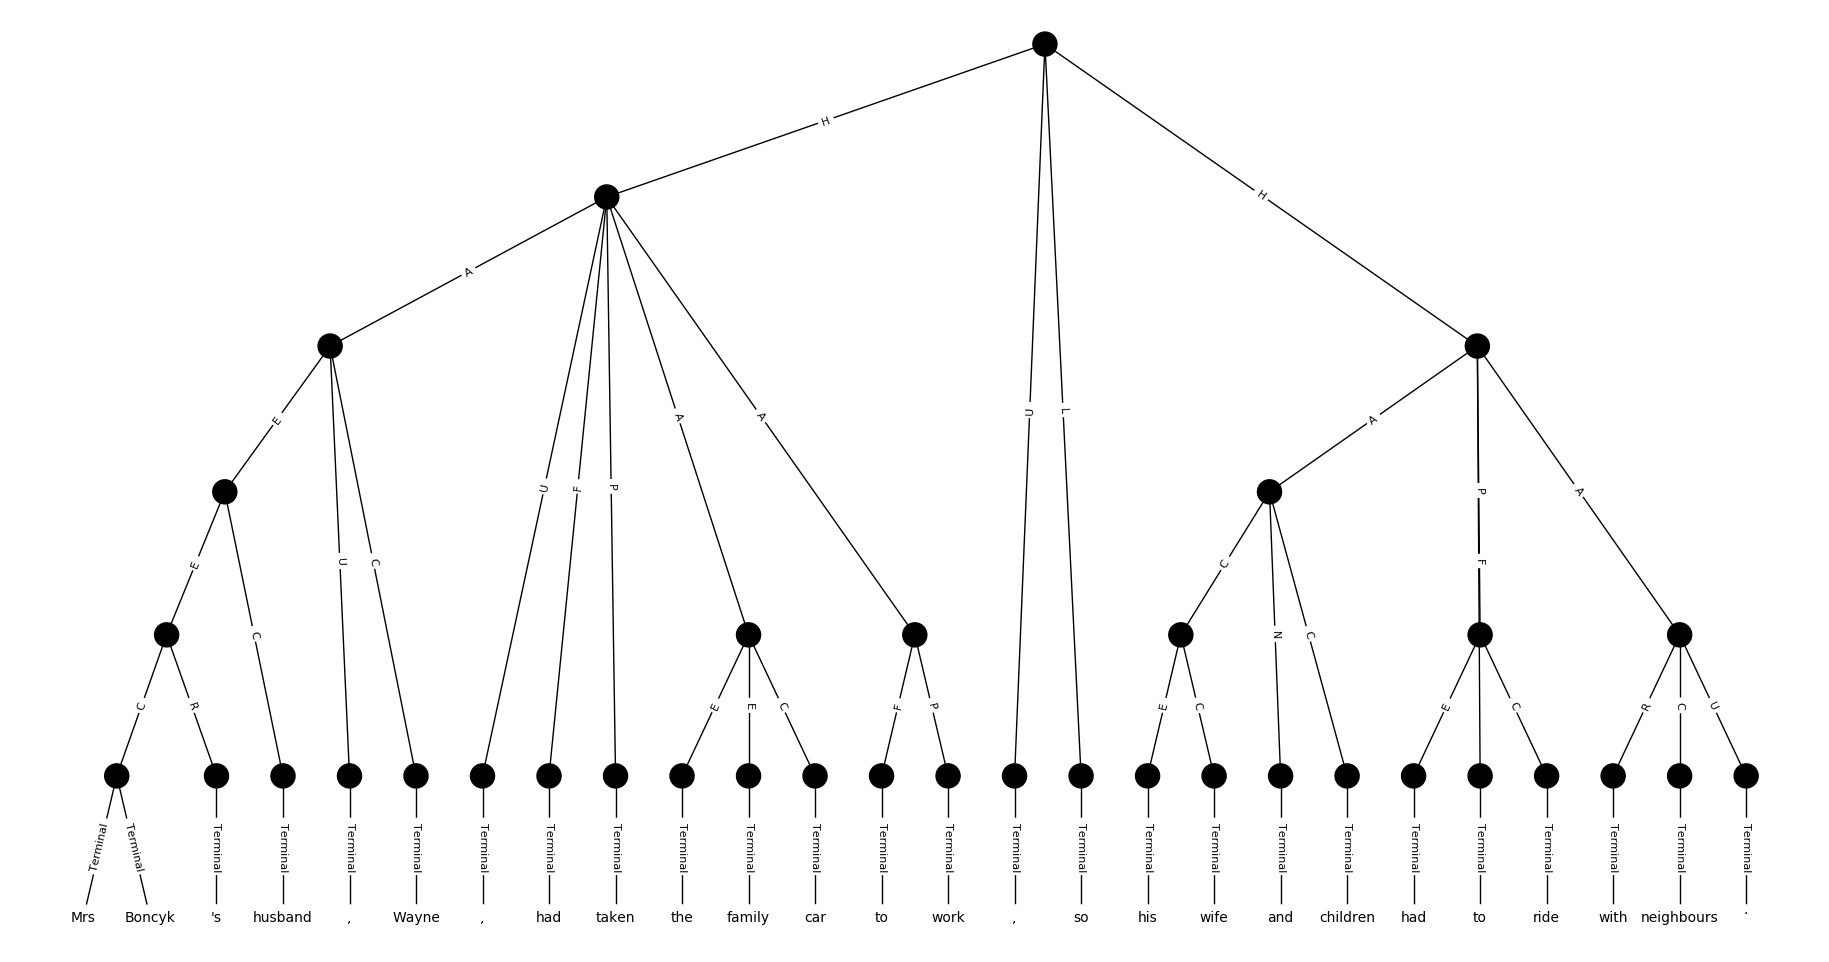 H
H
A
E
U
L
A
A
A
U
F
P
P
A
E
U
C
F
C
E
C
N
C
C
R
E
E
C
F
P
E
C
E
C
R
C
U
Terminal Terminal Terminal Terminal Terminal Terminal Terminal Terminal Terminal Terminal Terminal Terminal Terminal Terminal Terminal Terminal Terminal Terminal Terminal Terminal Terminal Terminal Terminal Terminal Terminal Terminal
Mrs Boncyk 's husband , Wayne , had taken the family car to work , so his wife and children had to ride with neighbours .